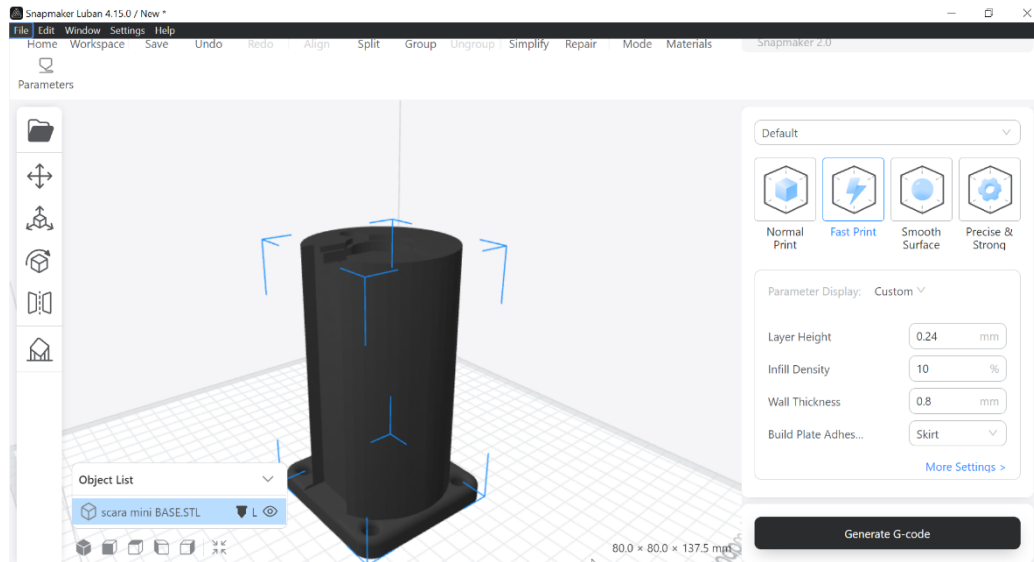 Snapmaker Luban 4.15.0 / New *
File Edit Window Settings Help
Home Workspace Save Undo Redo Align Split Group Ungroup Simplify Repair Mode Materials Snapmaker 2.0
Parameters
Default
Normal Print
Fast Print
Smooth Surface
Precise & Strong
Parameter Display: Custom
Layer Height 0.24 mm
Infill Density 10 %
Wall Thickness 0.8 mm
Build Plate Adhes... Skirt
More Settings >
Object List
scara mini BASE.STL L
80.0 × 80.0 × 137.5 mm
Generate G-code